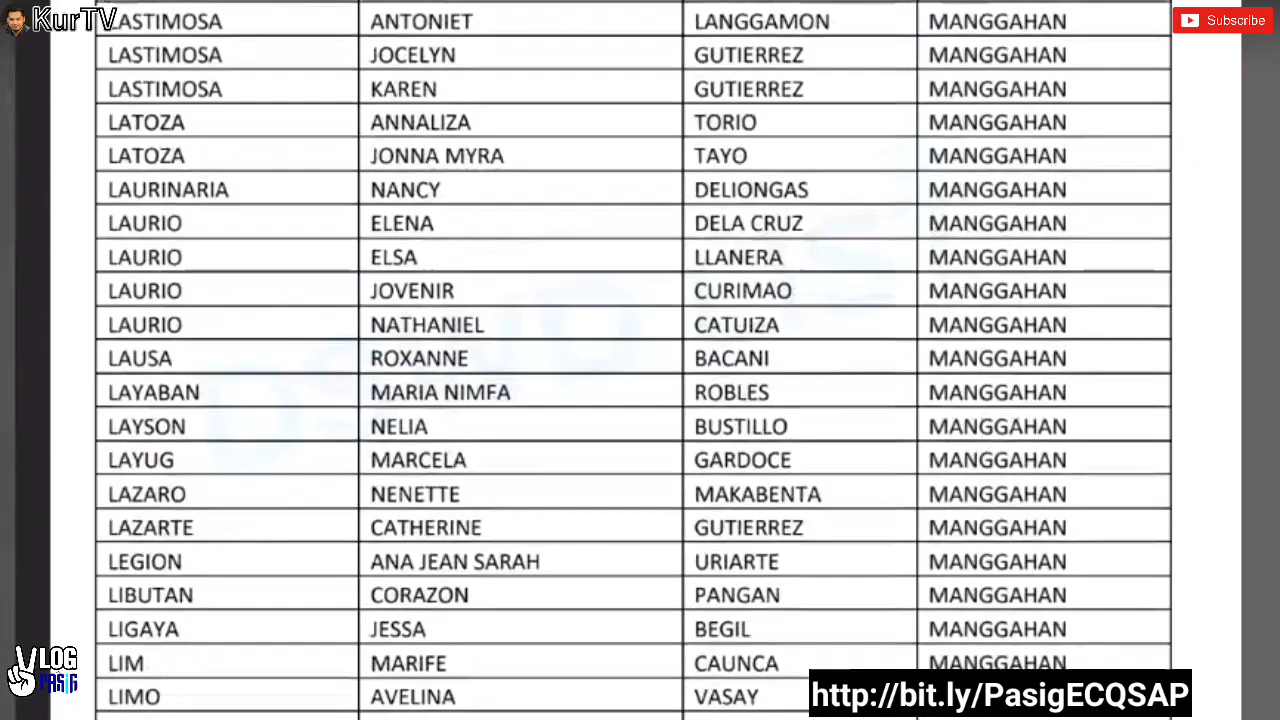 KurTV
Subscribe
LASTIMOSA ANTONIET LANGGAMON MANGGAHAN
LASTIMOSA JOCELYN GUTIERREZ MANGGAHAN
LASTIMOSA KAREN GUTIERREZ MANGGAHAN
LATOZA ANNALIZA TORIO MANGGAHAN
LATOZA JONNA MYRA TAYO MANGGAHAN
LAURINARIA NANCY DELIONGAS MANGGAHAN
LAURIO ELENA DELA CRUZ MANGGAHAN
LAURIO ELSA LLANERA MANGGAHAN
LAURIO JOVENIR CURIMAO MANGGAHAN
LAURIO NATHANIEL CATUIZA MANGGAHAN
LAUSA ROXANNE BACANI MANGGAHAN
LAYABAN MARIA NIMFA ROBLES MANGGAHAN
LAYSON NELIA BUSTILLO MANGGAHAN
LAYUG MARCELA GARDOCE MANGGAHAN
LAZARO NENETTE MAKABENTA MANGGAHAN
LAZARTE CATHERINE GUTIERREZ MANGGAHAN
LEGION ANA JEAN SARAH URIARTE MANGGAHAN
LIBUTAN CORAZON PANGAN MANGGAHAN
LIGAYA JESSA BEGIL MANGGAHAN
LIM MARIFE CAUNCA MANGGAHAN
LIMO AVELINA VASAY
VLOG
PASIG
http://bit.ly/PasigECQSAP